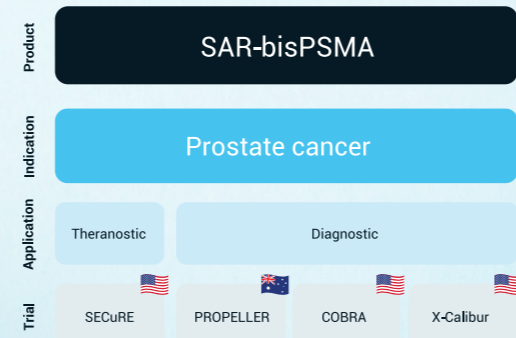 Product
SAR-bisPSMA
Indication
Prostate cancer
Application
Theranostic
Diagnostic
Trial
SECuRE
PROPELLER
COBRA
X-Calibur